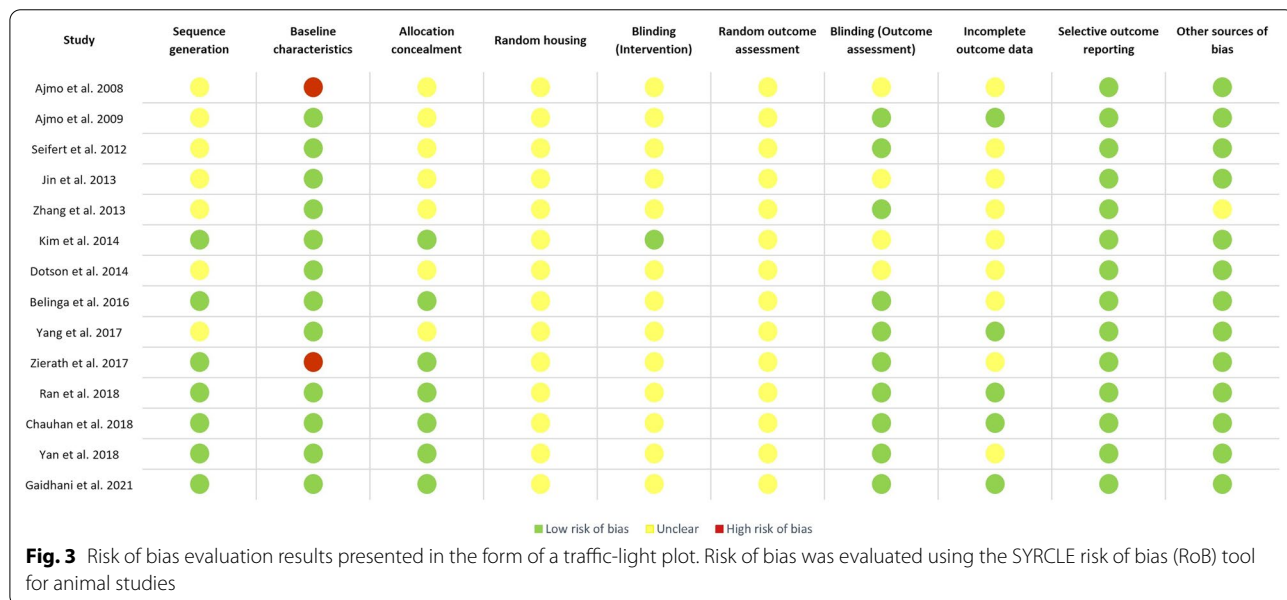 Study Sequence generation Baseline characteristics Allocation concealment Random housing Blinding (Intervention) Random outcome assessment Blinding (Outcome assessment) Incomplete outcome data Selective outcome reporting Other sources of bias
Ajmo et al. 2008
Ajmo et al. 2009
Seifert et al. 2012
Jin et al. 2013
Zhang et al. 2013
Kim et al. 2014
Dotson et al. 2014
Belinga et al. 2016
Yang et al. 2017
Zierath et al. 2017
Ran et al. 2018
Chauhan et al. 2018
Yan et al. 2018
Gaidhani et al. 2021
Low risk of bias Unclear High risk of bias
Fig. 3 Risk of bias evaluation results presented in the form of a traffic-light plot. Risk of bias was evaluated using the SYRCLE risk of bias (RoB) tool
for animal studies